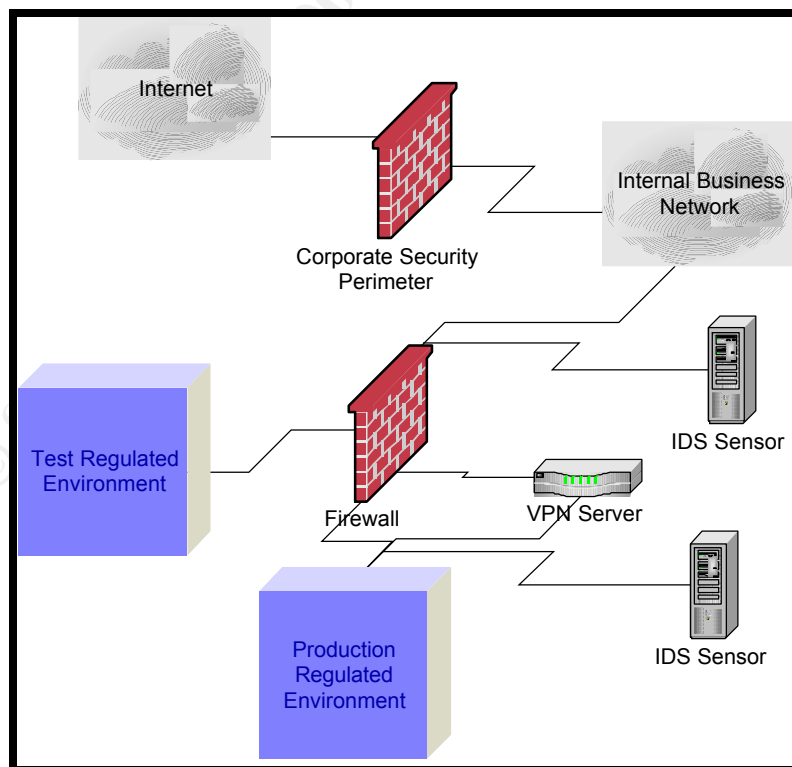 Internet
Internal Business
Network
Corporate Security
Perimeter
IDS Sensor
Test Regulated
Environment
Firewall
VPN Server
Production
Regulated
Environment
IDS Sensor